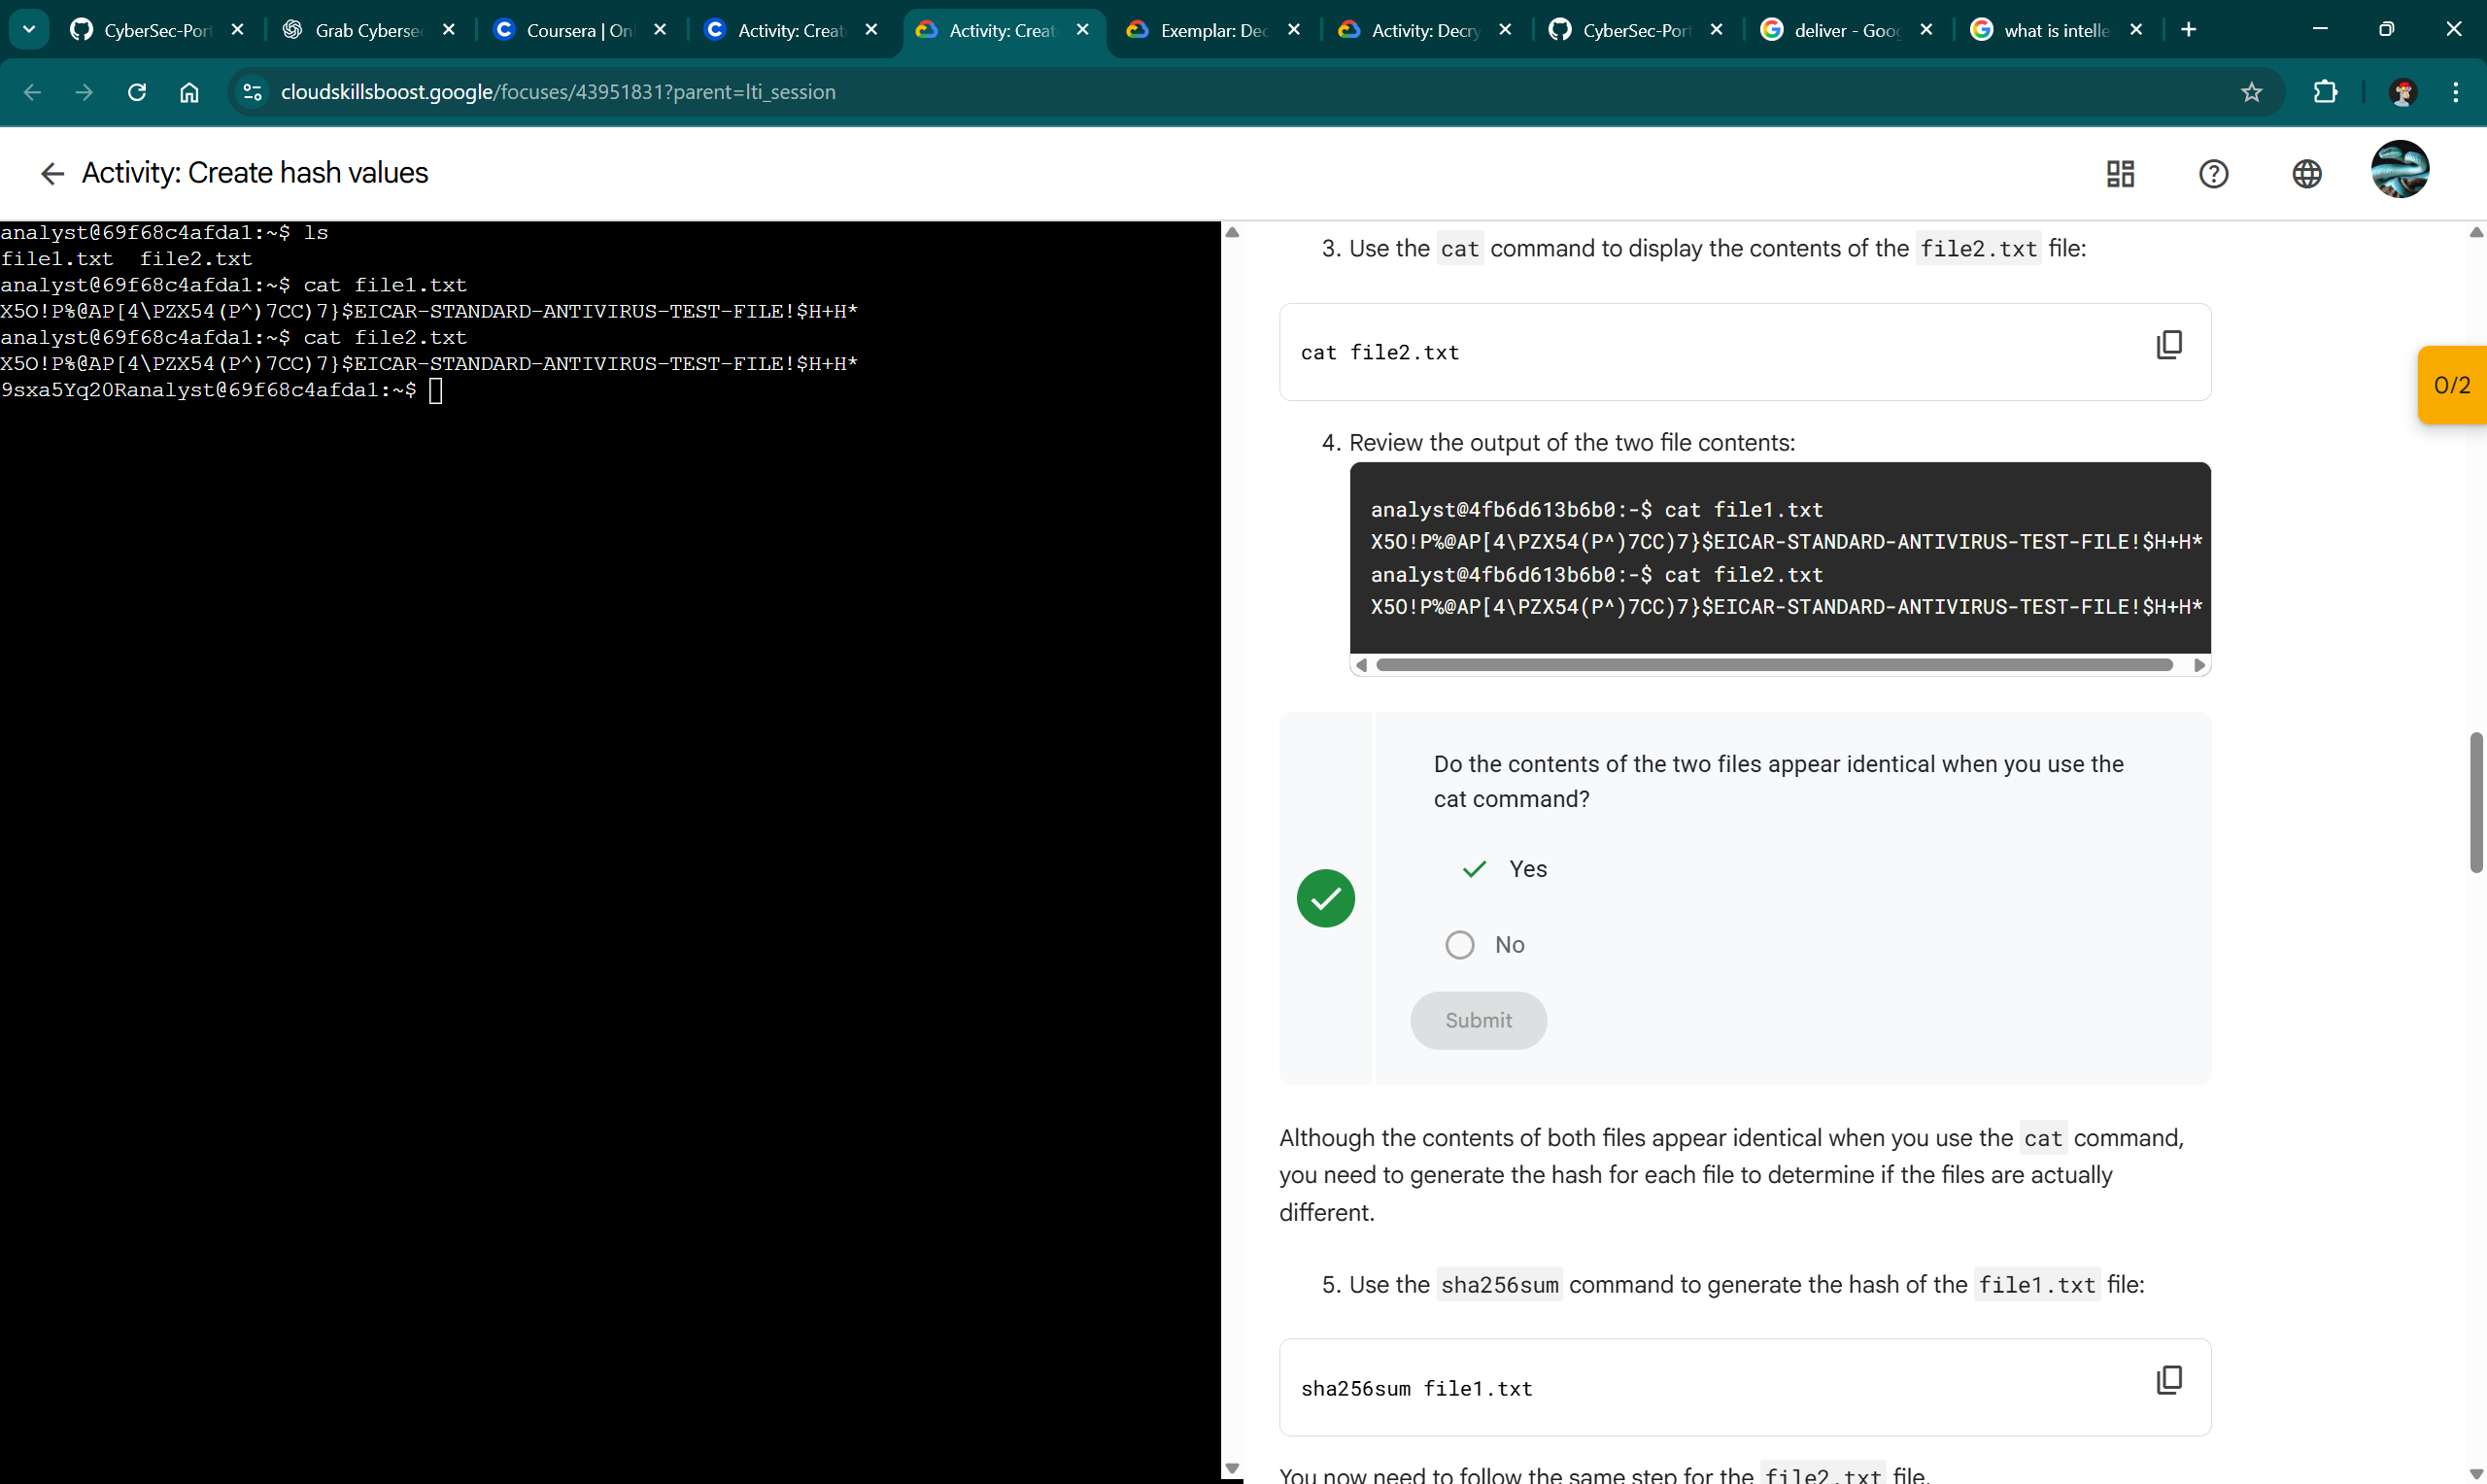 CyberSec-Port
Grab Cybersec
Coursera | Onl
Activity: Creat
Activity: Creat
Exemplar: Dec
Activity: Decry
CyberSec-Port
deliver - Goog
what is intelle
cloudskillsboost.google/focuses/43951831?parent=lti_session
Activity: Create hash values
analyst@69f68c4afda1:~$ ls
file1.txt  file2.txt
analyst@69f68c4afda1:~$ cat file1.txt
X5O!P%@AP[4\PZX54(P^)7CC)7}$EICAR-STANDARD-ANTIVIRUS-TEST-FILE!$H+H*
analyst@69f68c4afda1:~$ cat file2.txt
X5O!P%@AP[4\PZX54(P^)7CC)7}$EICAR-STANDARD-ANTIVIRUS-TEST-FILE!$H+H*
9sxa5Yq20Ranalyst@69f68c4afda1:~$
3. Use the cat command to display the contents of the file2.txt file:
cat file2.txt
0/2
4. Review the output of the two file contents:
analyst@4fb6d613b6b0:-$ cat file1.txt
X5O!P%@AP[4\PZX54(P^)7CC)7}$EICAR-STANDARD-ANTIVIRUS-TEST-FILE!$H+H*
analyst@4fb6d613b6b0:-$ cat file2.txt
X5O!P%@AP[4\PZX54(P^)7CC)7}$EICAR-STANDARD-ANTIVIRUS-TEST-FILE!$H+H*
Do the contents of the two files appear identical when you use the
cat command?
Yes
No
Submit
Although the contents of both files appear identical when you use the cat command,
you need to generate the hash for each file to determine if the files are actually
different.
5. Use the sha256sum command to generate the hash of the file1.txt file:
sha256sum file1.txt
You now need to follow the same step for the file2.txt file.